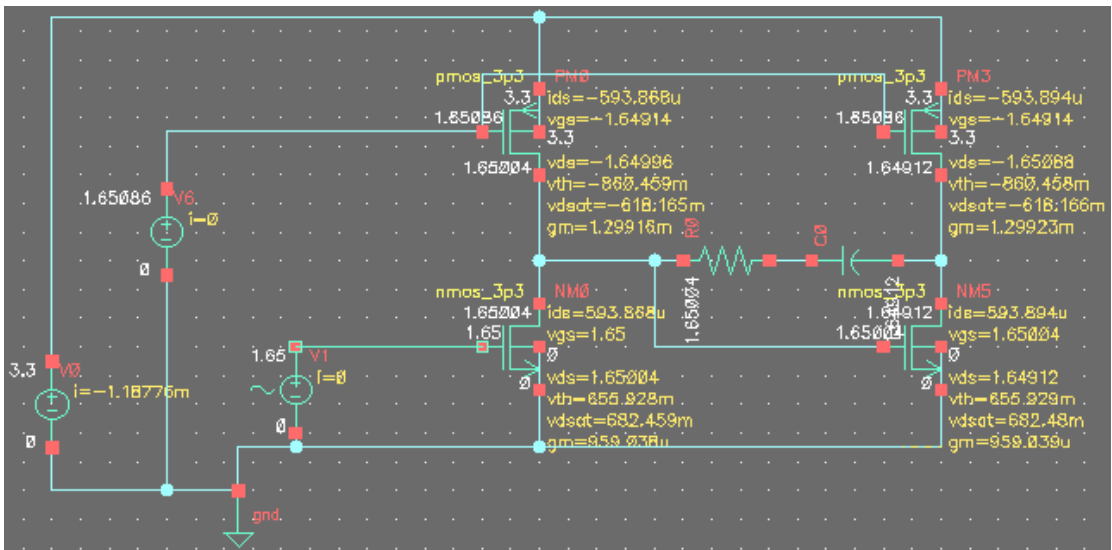 pmos_3p3 PM0
3.3 ids=-593.868u
1.65086 vgs=-1.64914
3.3
1.65004 vds=-1.64996
vth=-860.459m
vdsat=-618.165m
gm=1.29916m
pmos_3p3 PM3
3.3 ids=-593.894u
1.65086 vgs=-1.64914
3.3
1.64912 vds=-1.65088
vth=-860.458m
vdsat=-618.166m
gm=1.29923m
1.65086 V6
i=0
0
R0
1.65004
C0
nmos_3p3 NM0
1.65004 ids=593.868u
1.65 vgs=1.65
0
0 vds=1.65004
vth=655.928m
vdsat=682.459m
gm=959.038u
nmos_3p3 NM5
1.64912 ids=593.894u
1.65004 vgs=1.65004
0
0 vds=1.64912
vth=655.929m
vdsat=682.48m
gm=959.039u
1.65 V1
i=0
0
3.3 V0
i=-1.18776m
0
gnd